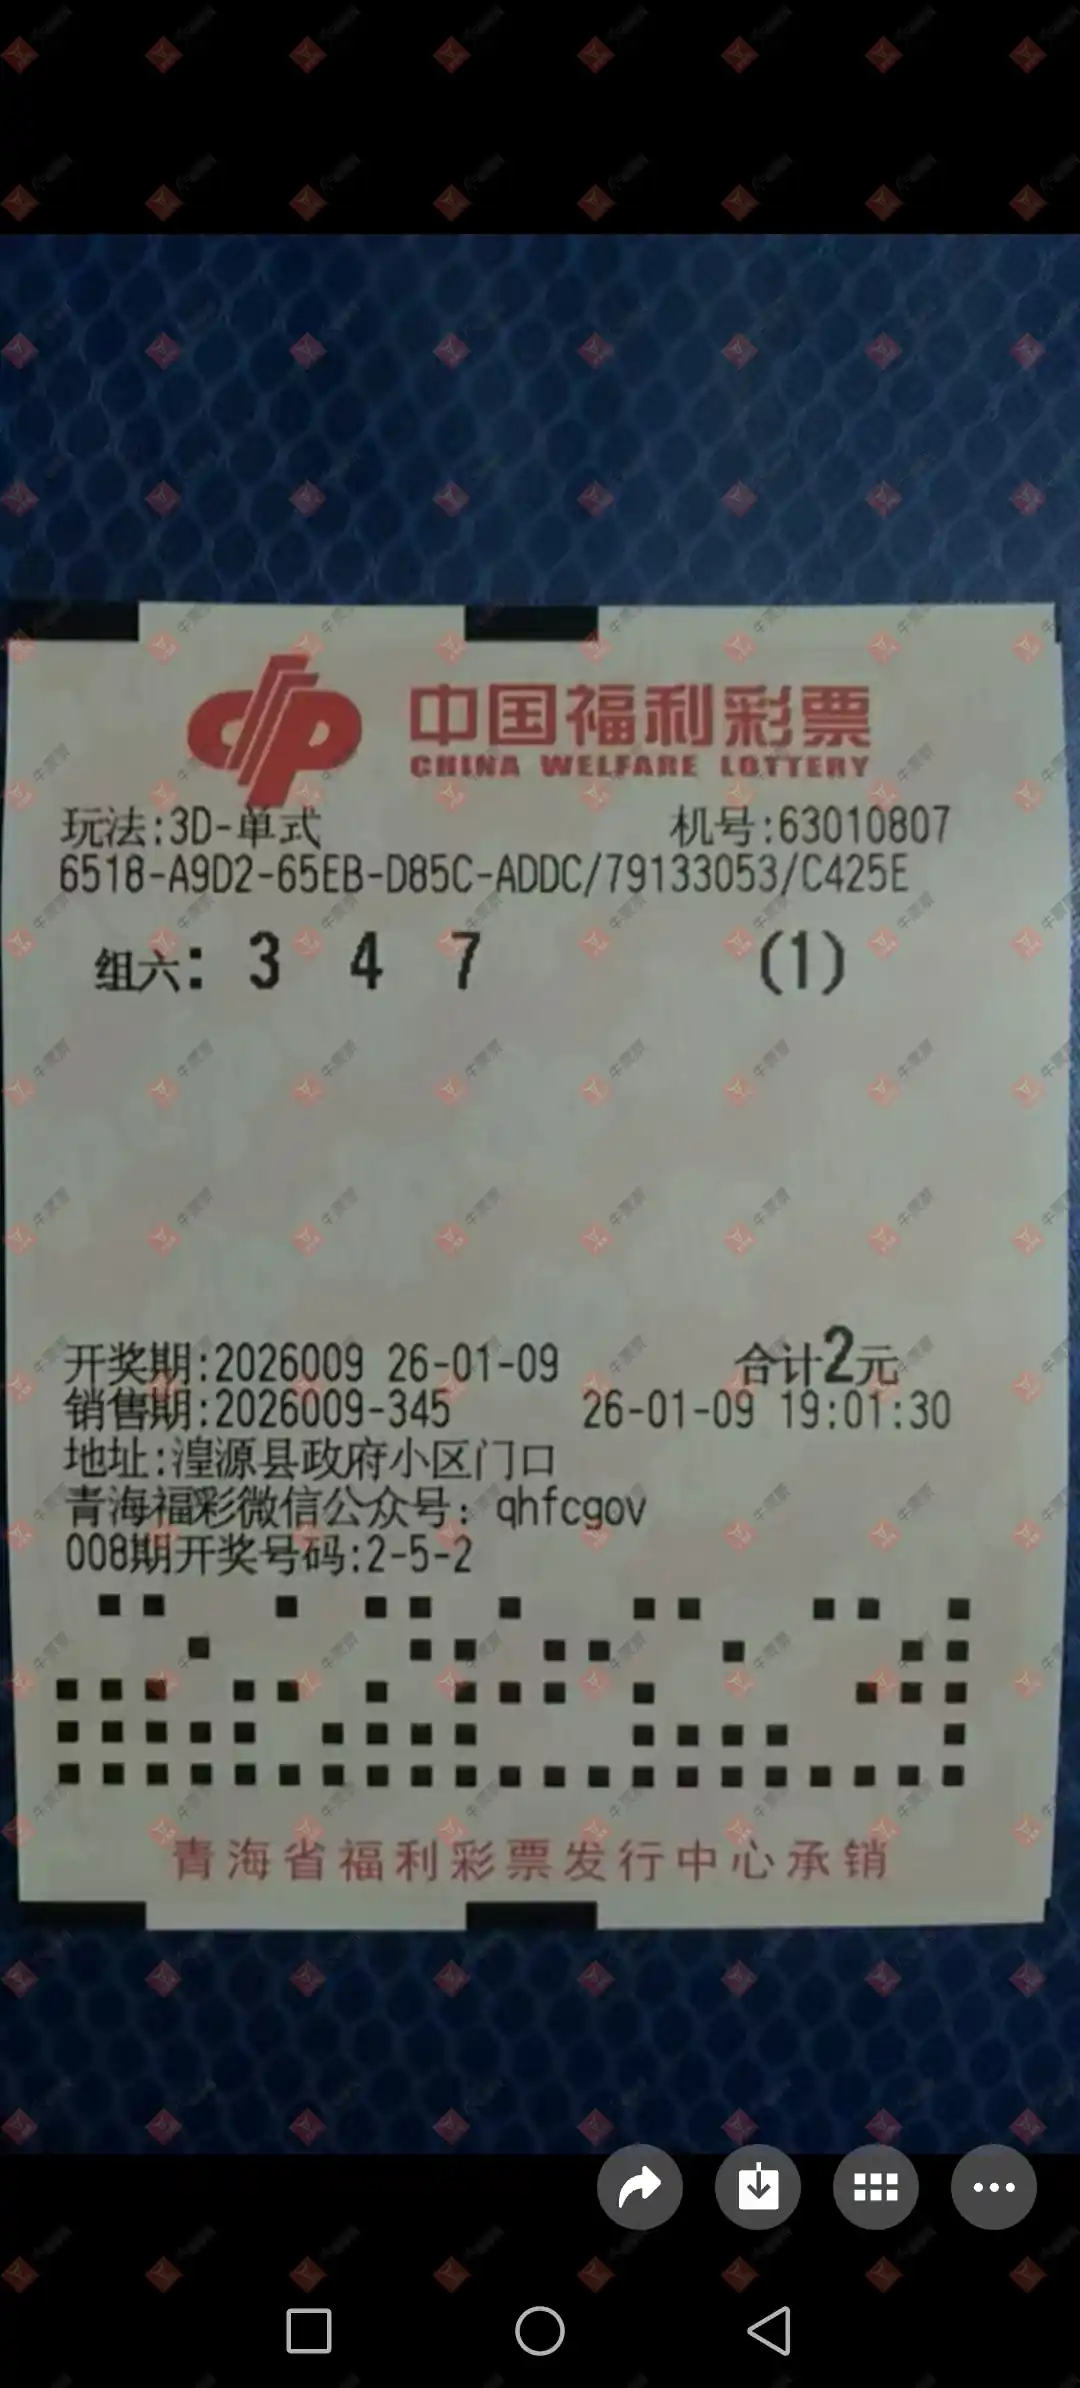 中国福利彩票
CHINA WELFARE LOTTERY
玩法:3D-单式 机号:63010807
6518-A9D2-65EB-D85C-ADDC/79133053/C425E
组六: 3 4 7 (1)
开奖期:2026009 26-01-09 合计2元
销售期:2026009-345 26-01-09 19:01:30
地址:湟源县政府小区门口
青海福彩微信公众号: qhfcgov
008期开奖号码:2-5-2
青海省福利彩票发行中心承销